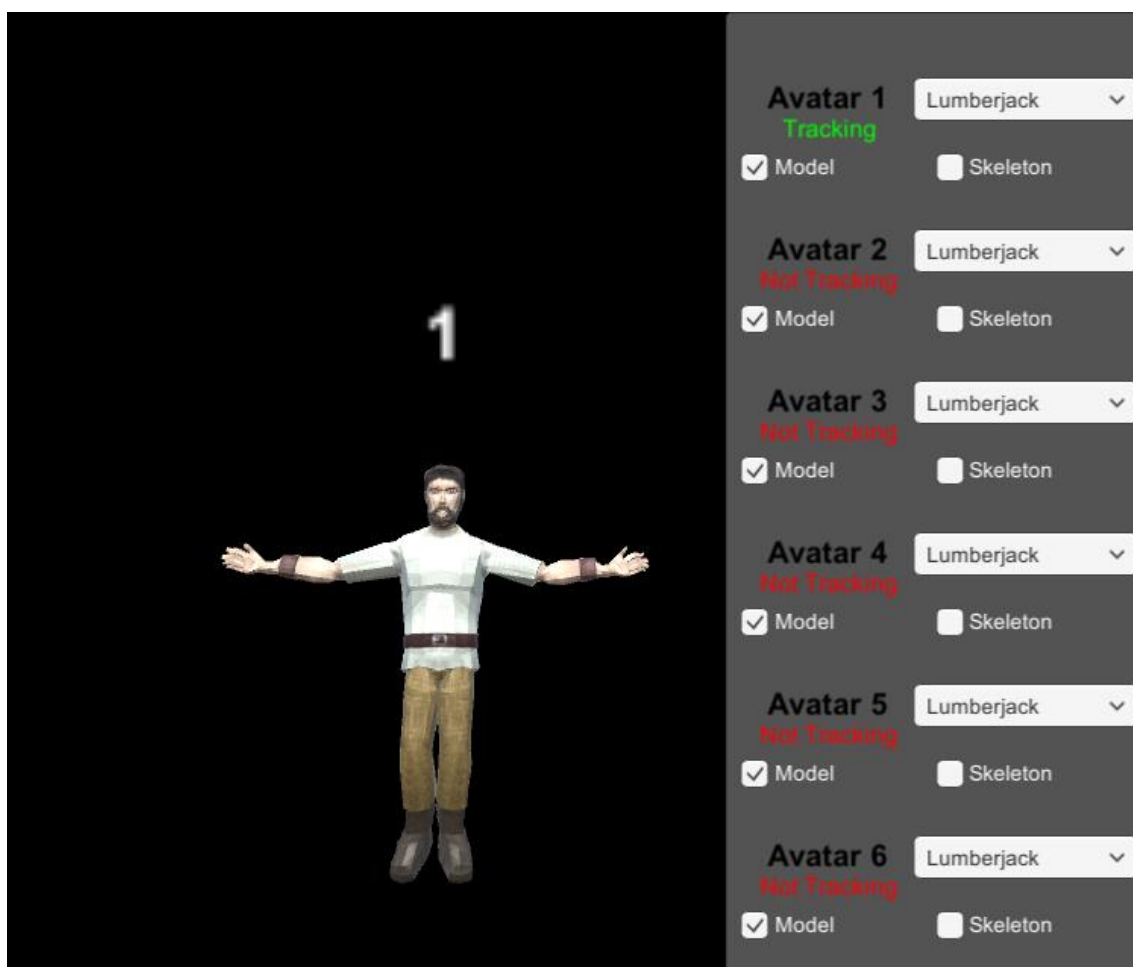 1
Avatar 1 Lumberjack
Tracking
Model Skeleton
Avatar 2 Lumberjack
Not Tracking
Model Skeleton
Avatar 3 Lumberjack
Not Tracking
Model Skeleton
Avatar 4 Lumberjack
Not Tracking
Model Skeleton
Avatar 5 Lumberjack
Not Tracking
Model Skeleton
Avatar 6 Lumberjack
Not Tracking
Model Skeleton